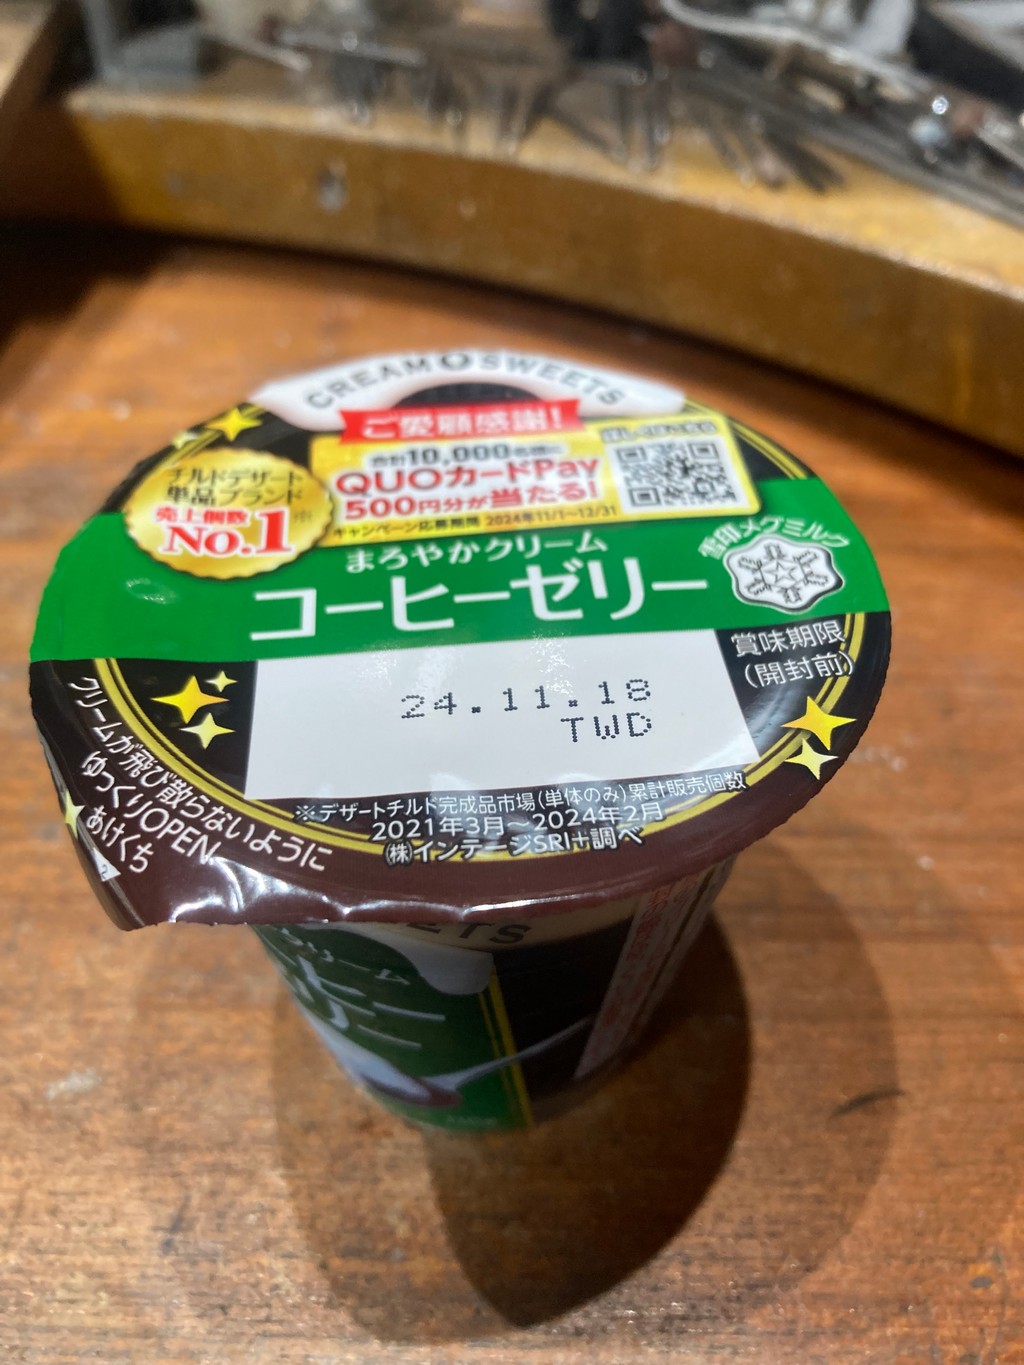 CREAM SWEETS
ご愛顧感謝!
合計10,000名様に
QUOカードPay
500円分が当たる!
キャンペーン応募期間 2024年11/1~12/31
チルドデザート
単品ブランド
売上個数※
No.1
まろやかクリーム
コーヒーゼリー
雪印メグミルク
賞味期限
(開封前)
24.11.18
TWD
※デザートチルド完成品市場(単体のみ)累計販売個数
2021年3月~2024年2月
(株)インテージSRI+調べ
クリームが飛び散らないように
ゆっくりOPEN
あけくち
2
ETS
クリーム